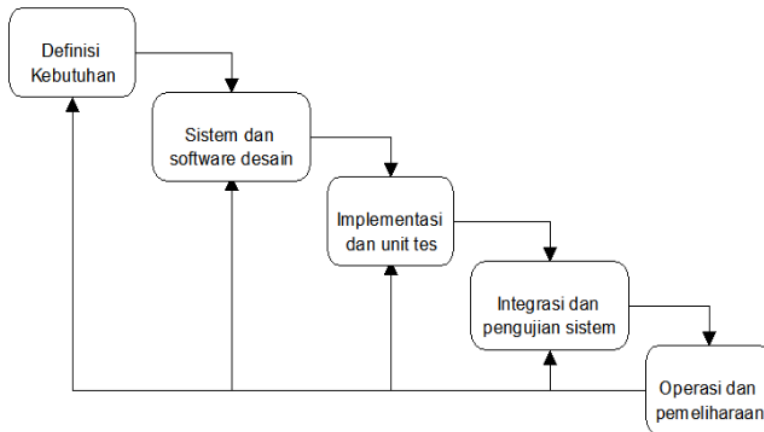 Definisi
Kebutuhan
Sistem dan
software desain
Implementasi
dan unit tes
Integrasi dan
pengujian sistem
Operasi dan
pemeliharaan